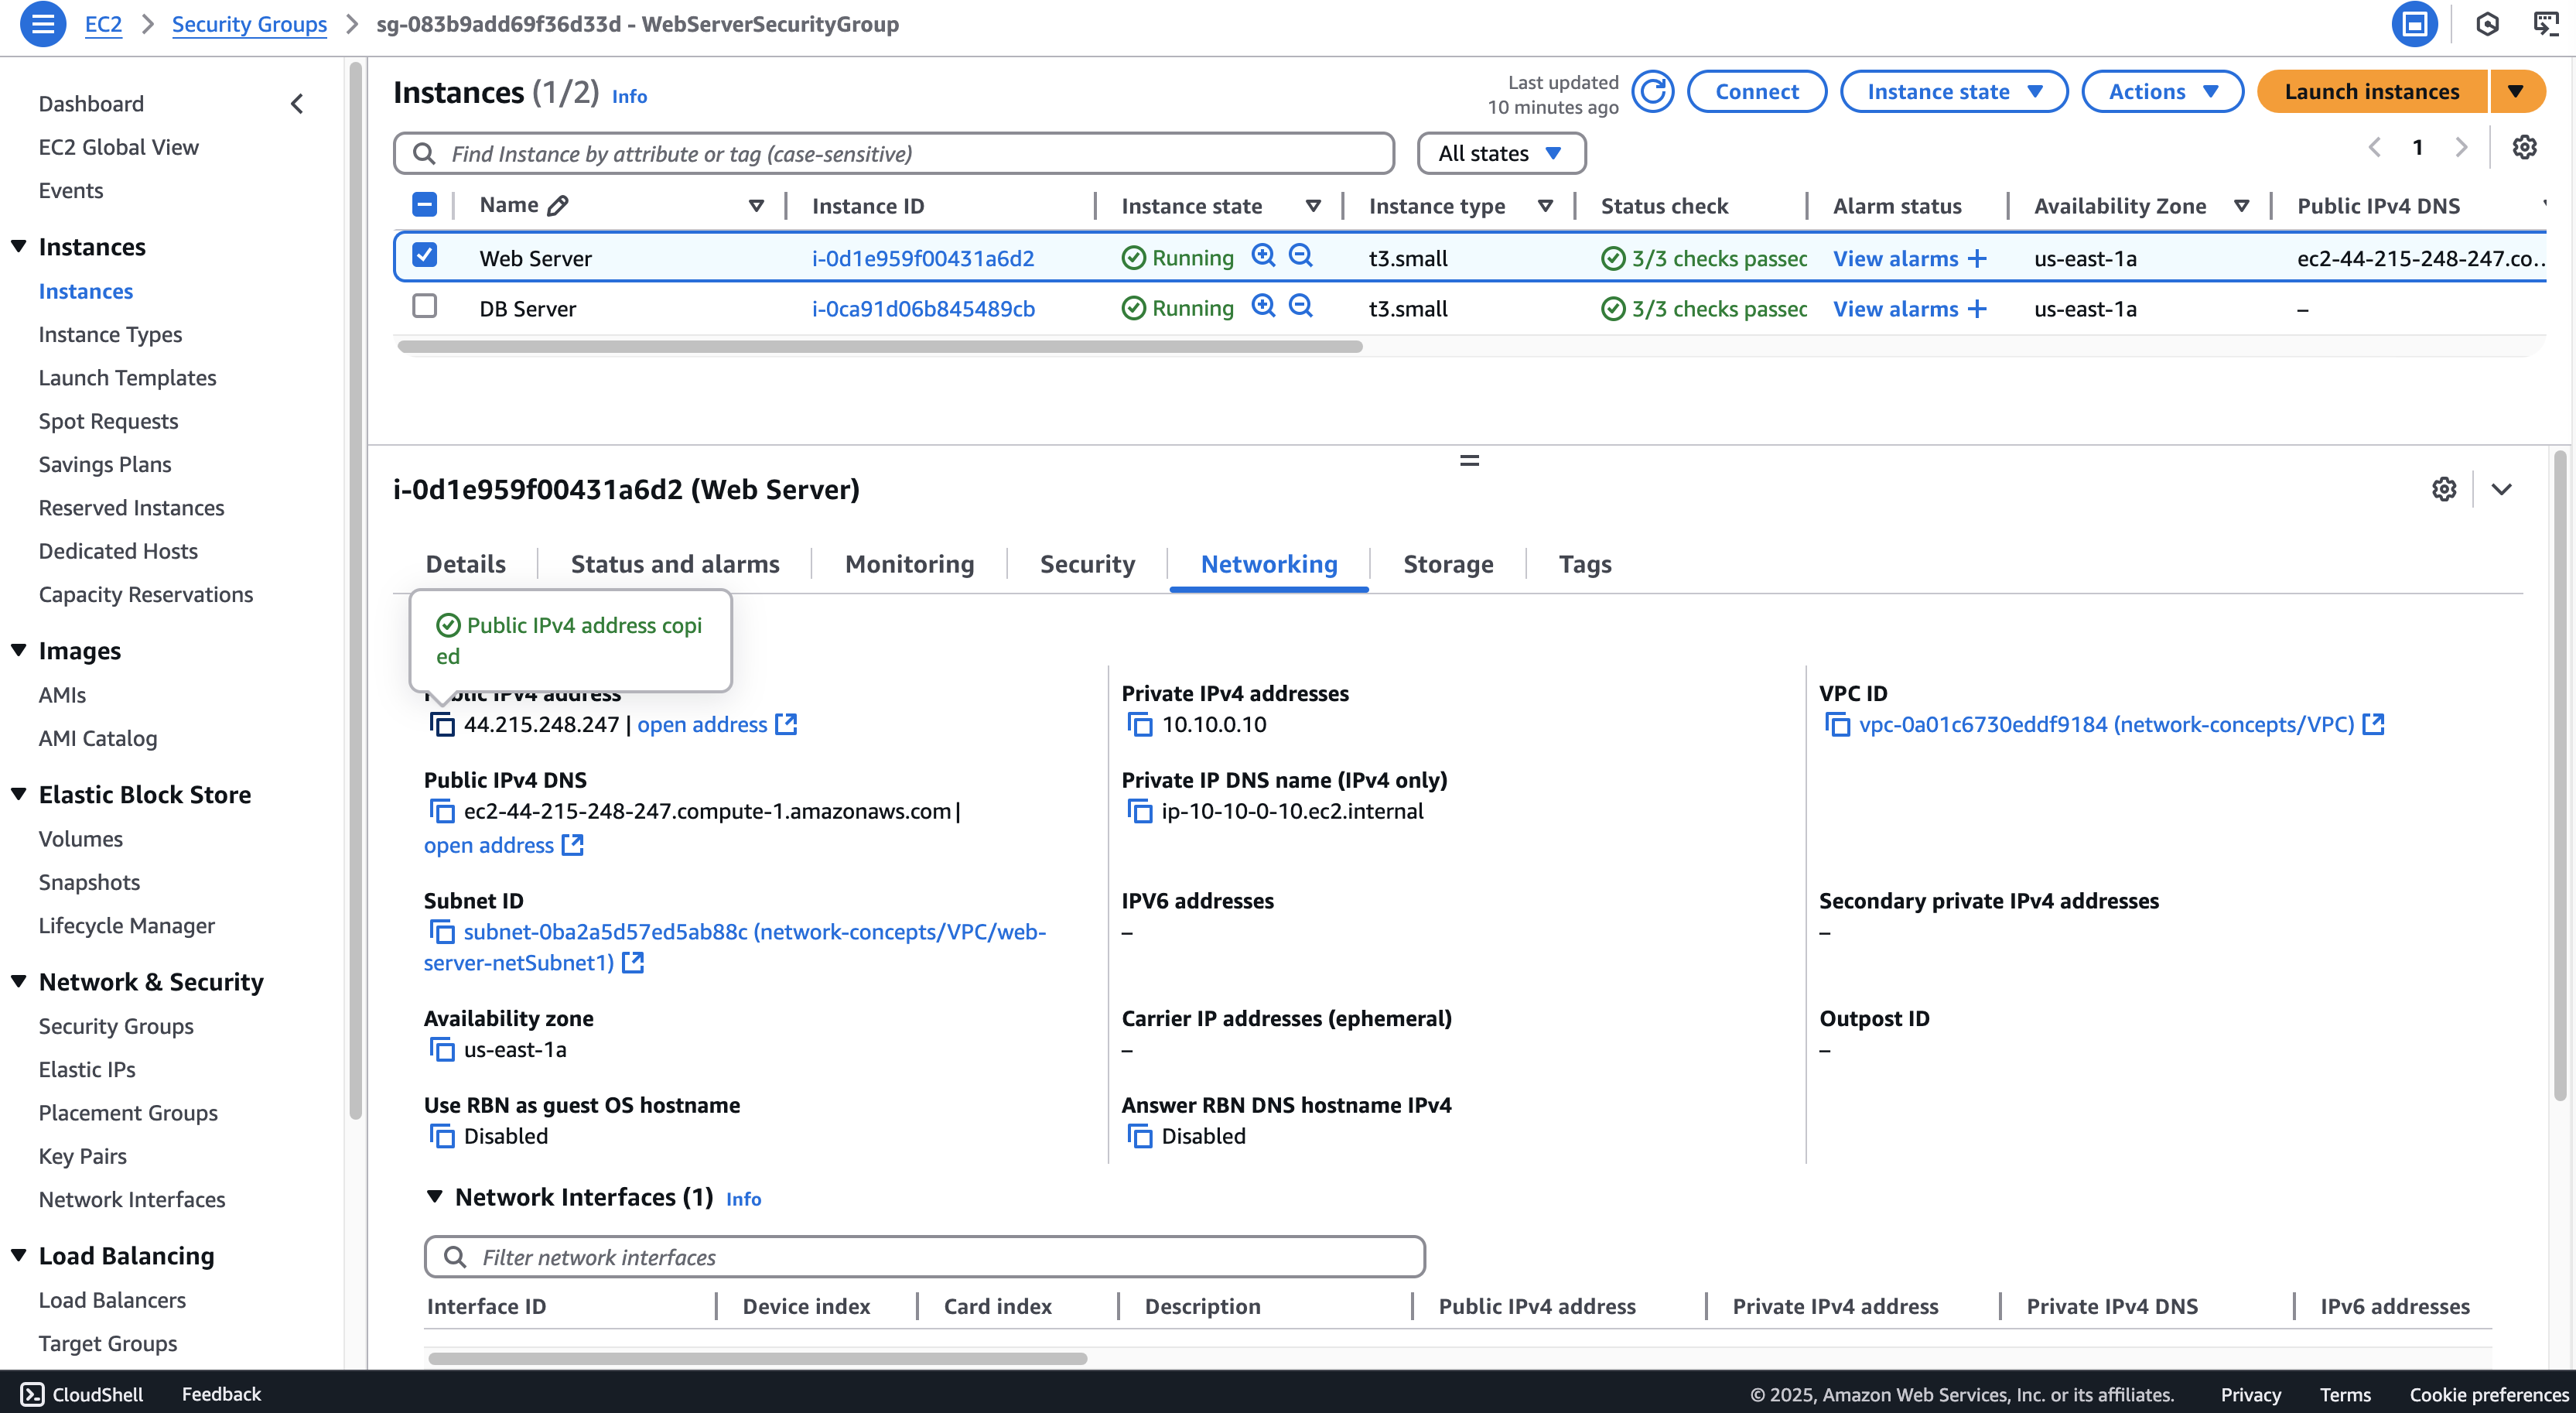 EC2 > Security Groups > sg-083b9add69f36d33d - WebServerSecurityGroup
Dashboard
EC2 Global View
Events
Instances
Instances
Instance Types
Launch Templates
Spot Requests
Savings Plans
Reserved Instances
Dedicated Hosts
Capacity Reservations
Images
AMIs
AMI Catalog
Elastic Block Store
Volumes
Snapshots
Lifecycle Manager
Network & Security
Security Groups
Elastic IPs
Placement Groups
Key Pairs
Network Interfaces
Load Balancing
Load Balancers
Target Groups
Instances (1/2) Info
Last updated
10 minutes ago
Connect
Instance state
Actions
Launch instances
Find Instance by attribute or tag (case-sensitive)
All states
1
Name Instance ID Instance state Instance type Status check Alarm status Availability Zone Public IPv4 DNS
Web Server i-0d1e959f00431a6d2 Running t3.small 3/3 checks passec View alarms + us-east-1a ec2-44-215-248-247.co...
DB Server i-0ca91d06b845489cb Running t3.small 3/3 checks passec View alarms + us-east-1a –
i-0d1e959f00431a6d2 (Web Server)
Details Status and alarms Monitoring Security Networking Storage Tags
Public IPv4 address copi
ed
Public IPv4 address
44.215.248.247 | open address
Private IPv4 addresses
10.10.0.10
VPC ID
vpc-0a01c6730eddf9184 (network-concepts/VPC)
Public IPv4 DNS
ec2-44-215-248-247.compute-1.amazonaws.com |
open address
Private IP DNS name (IPv4 only)
ip-10-10-0-10.ec2.internal
Subnet ID
subnet-0ba2a5d57ed5ab88c (network-concepts/VPC/web-
server-netSubnet1)
IPV6 addresses
–
Secondary private IPv4 addresses
–
Availability zone
us-east-1a
Carrier IP addresses (ephemeral)
–
Outpost ID
–
Use RBN as guest OS hostname
Disabled
Answer RBN DNS hostname IPv4
Disabled
Network Interfaces (1) Info
Filter network interfaces
Interface ID Device index Card index Description Public IPv4 address Private IPv4 address Private IPv4 DNS IPv6 addresses
CloudShell Feedback © 2025, Amazon Web Services, Inc. or its affiliates. Privacy Terms Cookie preferences